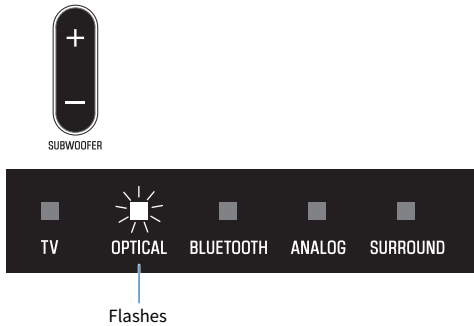 +
–
SUBWOOFER
TV OPTICAL BLUETOOTH ANALOG SURROUND
Flashes